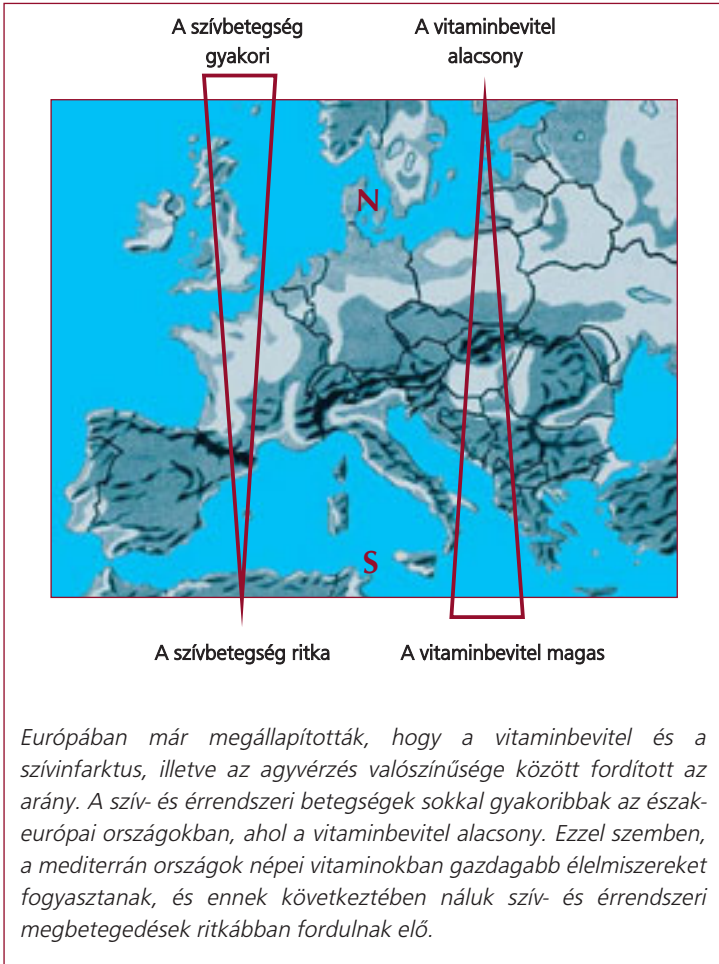 A szívbetegség
gyakori
A vitaminbevitel
alacsony
N
S
A szívbetegség ritka
A vitaminbevitel magas
Európában már megállapították, hogy a vitaminbevitel és a
szívinfarktus, illetve az agyvérzés valószínűsége között fordított az
arány. A szív- és érrendszeri betegségek sokkal gyakoribbak az észak-
európai országokban, ahol a vitaminbevitel alacsony. Ezzel szemben,
a mediterrán országok népei vitaminokban gazdagabb élelmiszereket
fogyasztanak, és ennek következtében náluk szív- és érrendszeri
megbetegedések ritkábban fordulnak elő.